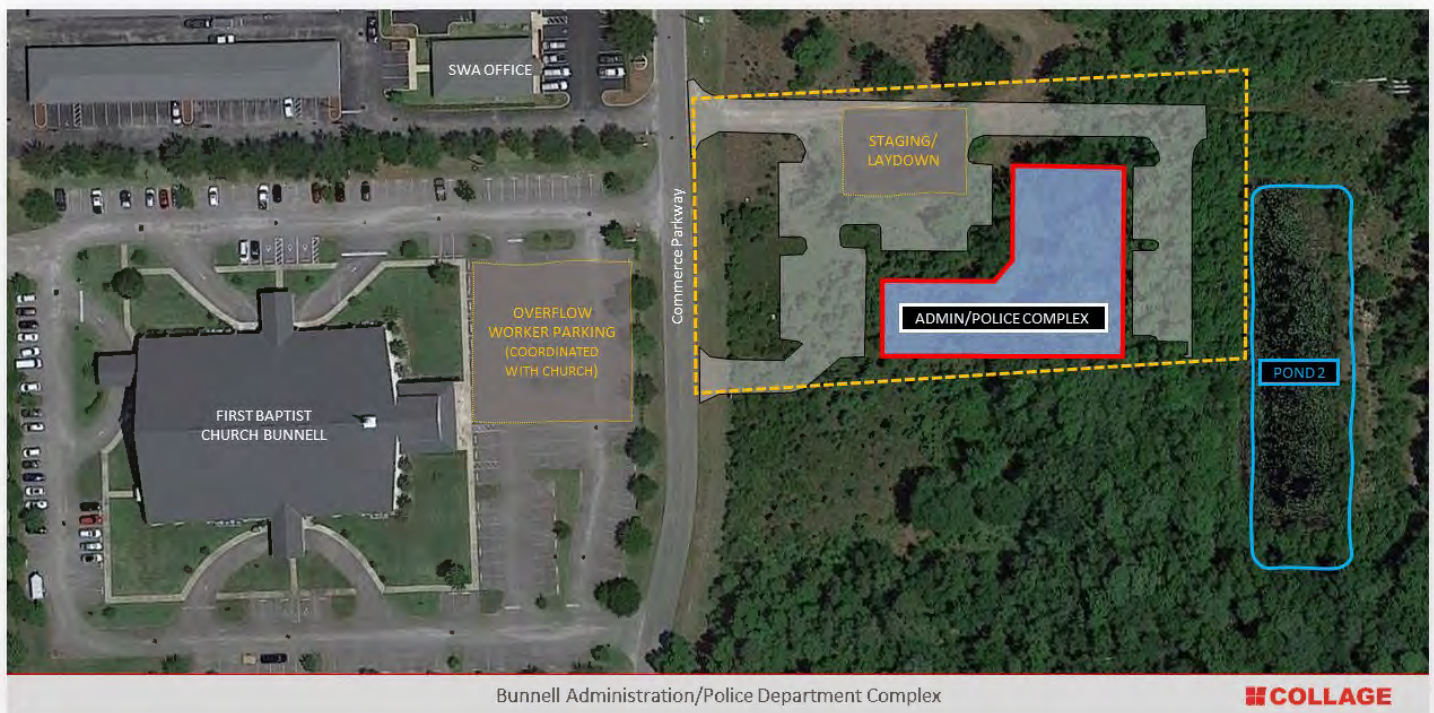 SWA OFFICE
STAGING/
LAYDOWN
Commerce Parkway
OVERFLOW
WORKER PARKING
(COORDINATED
WITH CHURCH)
ADMIN/POLICE COMPLEX
POND 2
FIRST BAPTIST
CHURCH BUNNELL
Bunnell Administration/Police Department Complex
COLLAGE